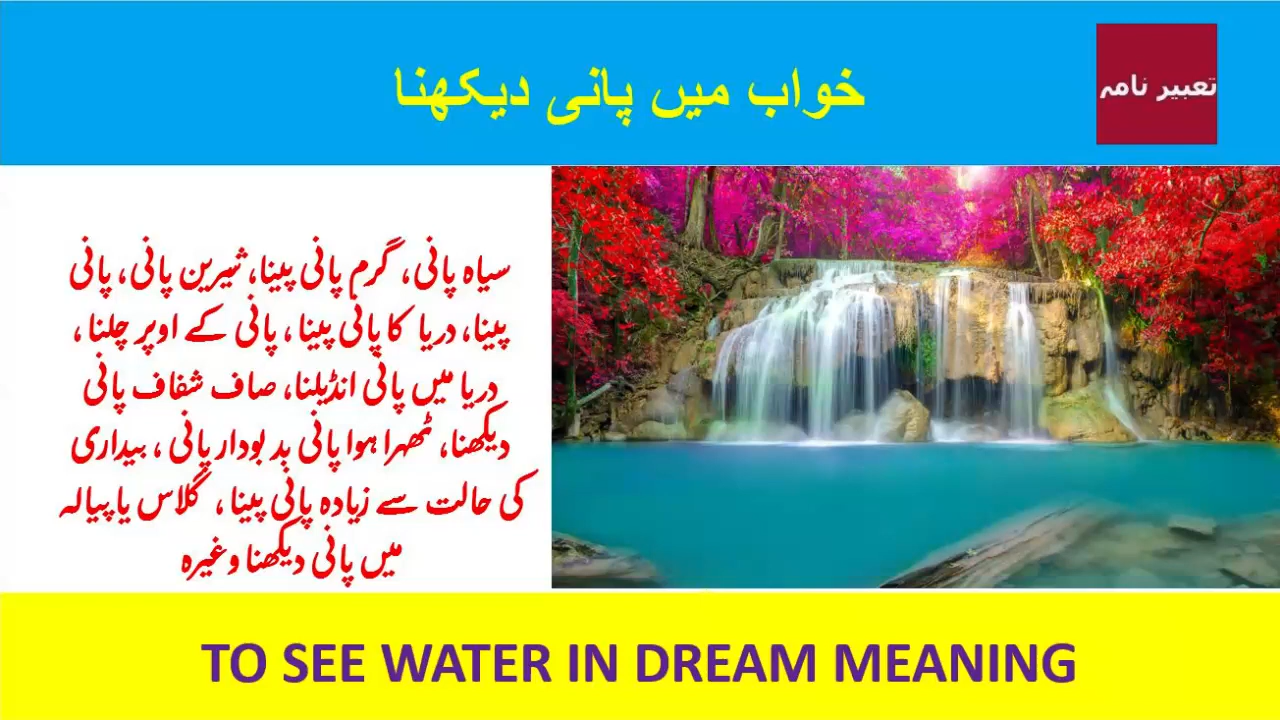 خواب میں پانی دیکھنا
تعبیر نامہ
سیاہ پانی، گرم پانی پینا، شیرین پانی، پانی
پینا، دریا کا پانی پینا، پانی کے اوپر چلنا،
دریا میں پانی انڈیلنا، صاف شفاف پانی
دیکھنا، ٹھہرا ہوا پانی بدبودار پانی، بیداری
کی حالت سے زیادہ پانی پینا، گلاس یا پیالہ
میں پانی دیکھنا وغیرہ
TO SEE WATER IN DREAM MEANING